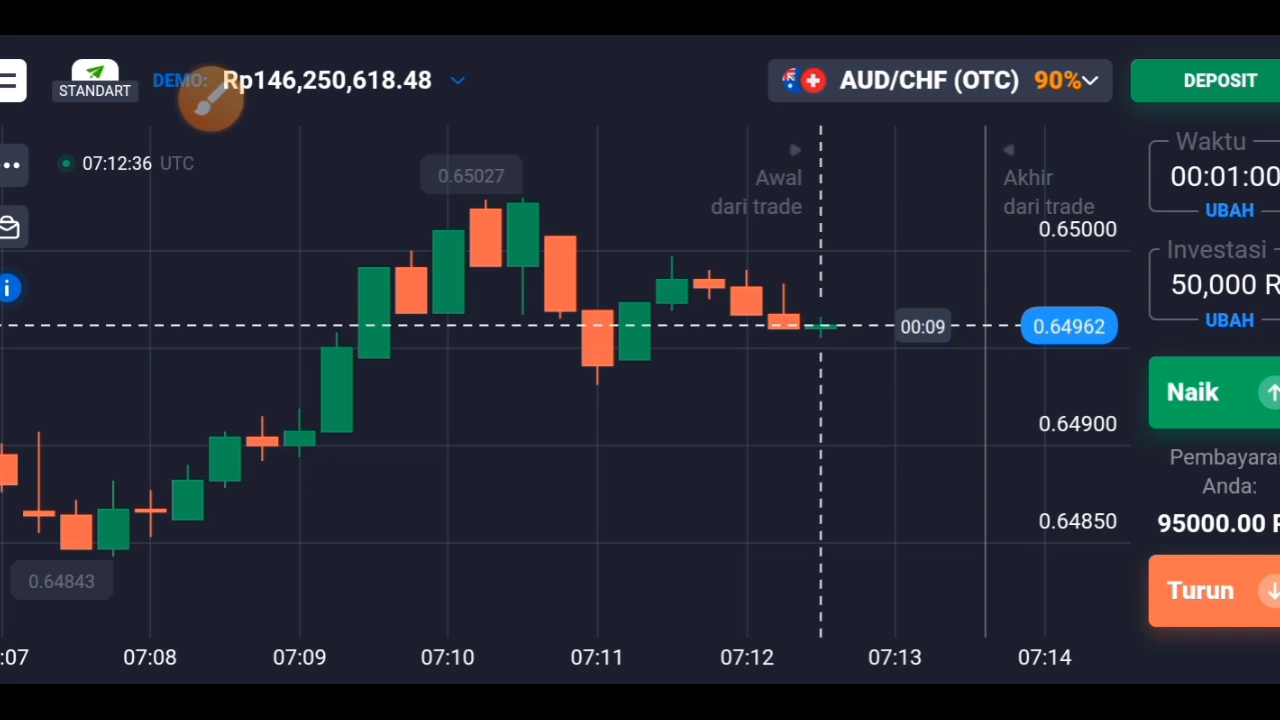 STANDART
DEMO: Rp146,250,618.48
AUD/CHF (OTC) 90%
DEPOSIT
07:12:36 UTC
0.65027
Awal
dari trade
Akhir
dari trade
Waktu
00:01:00
UBAH
Investasi
50,000 R
UBAH
0.65000
00:09
0.64962
0.64900
0.64850
0.64843
Naik
Pembayaran
Anda:
95000.00 R
Turun
:07
07:08
07:09
07:10
07:11
07:12
07:13
07:14